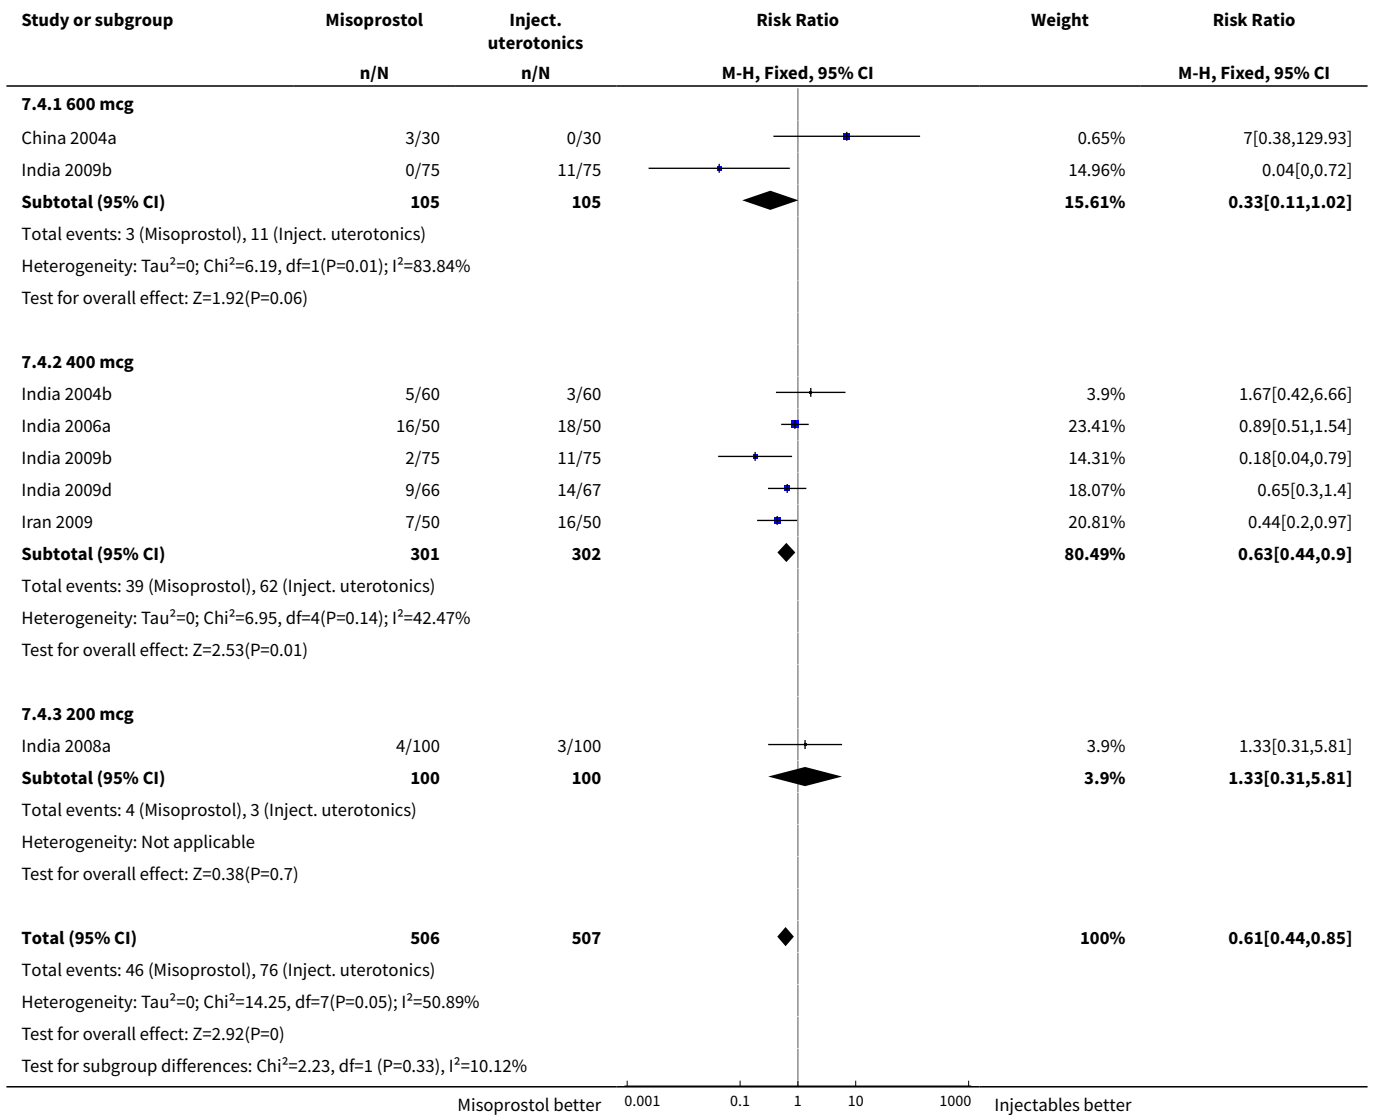 Study or subgroup Misoprostol Inject. uterotonics Risk Ratio Weight Risk Ratio
n/N n/N M-H, Fixed, 95% CI M-H, Fixed, 95% CI
7.4.1 600 mcg
China 2004a 3/30 0/30 0.65% 7[0.38,129.93]
India 2009b 0/75 11/75 14.96% 0.04[0,0.72]
Subtotal (95% CI) 105 105 15.61% 0.33[0.11,1.02]
Total events: 3 (Misoprostol), 11 (Inject. uterotonics)
Heterogeneity: Tau²=0; Chi²=6.19, df=1(P=0.01); I²=83.84%
Test for overall effect: Z=1.92(P=0.06)
7.4.2 400 mcg
India 2004b 5/60 3/60 3.9% 1.67[0.42,6.66]
India 2006a 16/50 18/50 23.41% 0.89[0.51,1.54]
India 2009b 2/75 11/75 14.31% 0.18[0.04,0.79]
India 2009d 9/66 14/67 18.07% 0.65[0.3,1.4]
Iran 2009 7/50 16/50 20.81% 0.44[0.2,0.97]
Subtotal (95% CI) 301 302 80.49% 0.63[0.44,0.9]
Total events: 39 (Misoprostol), 62 (Inject. uterotonics)
Heterogeneity: Tau²=0; Chi²=6.95, df=4(P=0.14); I²=42.47%
Test for overall effect: Z=2.53(P=0.01)
7.4.3 200 mcg
India 2008a 4/100 3/100 3.9% 1.33[0.31,5.81]
Subtotal (95% CI) 100 100 3.9% 1.33[0.31,5.81]
Total events: 4 (Misoprostol), 3 (Inject. uterotonics)
Heterogeneity: Not applicable
Test for overall effect: Z=0.38(P=0.7)
Total (95% CI) 506 507 100% 0.61[0.44,0.85]
Total events: 46 (Misoprostol), 76 (Inject. uterotonics)
Heterogeneity: Tau²=0; Chi²=14.25, df=7(P=0.05); I²=50.89%
Test for overall effect: Z=2.92(P=0)
Test for subgroup differences: Chi²=2.23, df=1 (P=0.33), I²=10.12%
Misoprostol better 0.001 0.1 1 10 1000 Injectables better